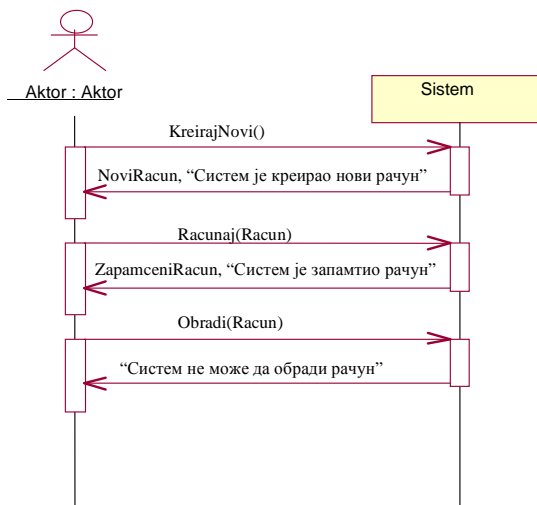 Aktor : Aktor
Sistem
KreirajNovi()
NoviRacun, “Систем је креирао нови рачун”
Racunaj(Racun)
ZapamceniRacun, “Систем је запамтио рачун”
Obradi(Racun)
“Систем не може да обради рачун”